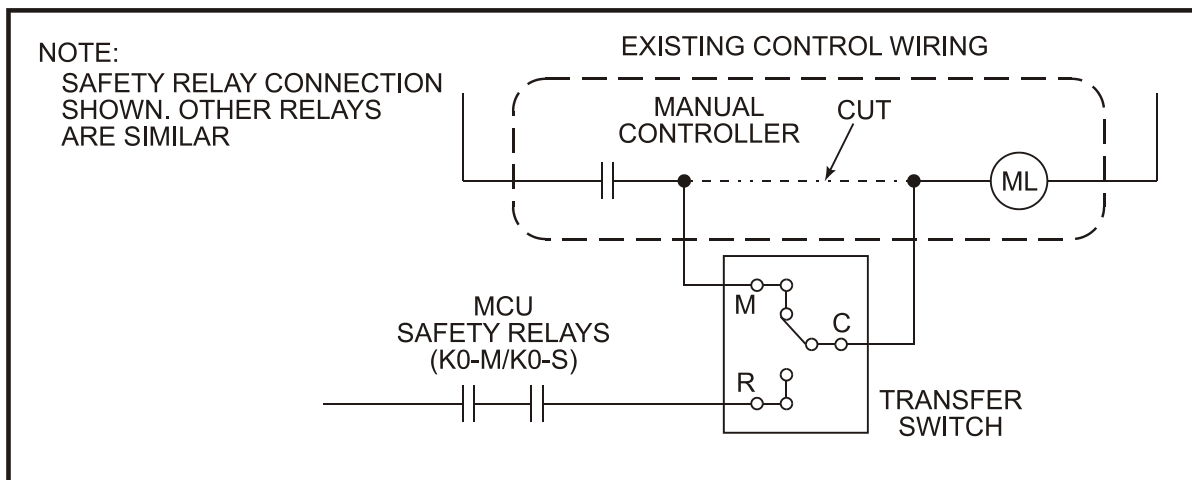 NOTE:
SAFETY RELAY CONNECTION
SHOWN. OTHER RELAYS
ARE SIMILAR
EXISTING CONTROL WIRING
MANUAL
CONTROLLER
CUT
ML
M
C
R
MCU
SAFETY RELAYS
(K0-M/K0-S)
TRANSFER
SWITCH